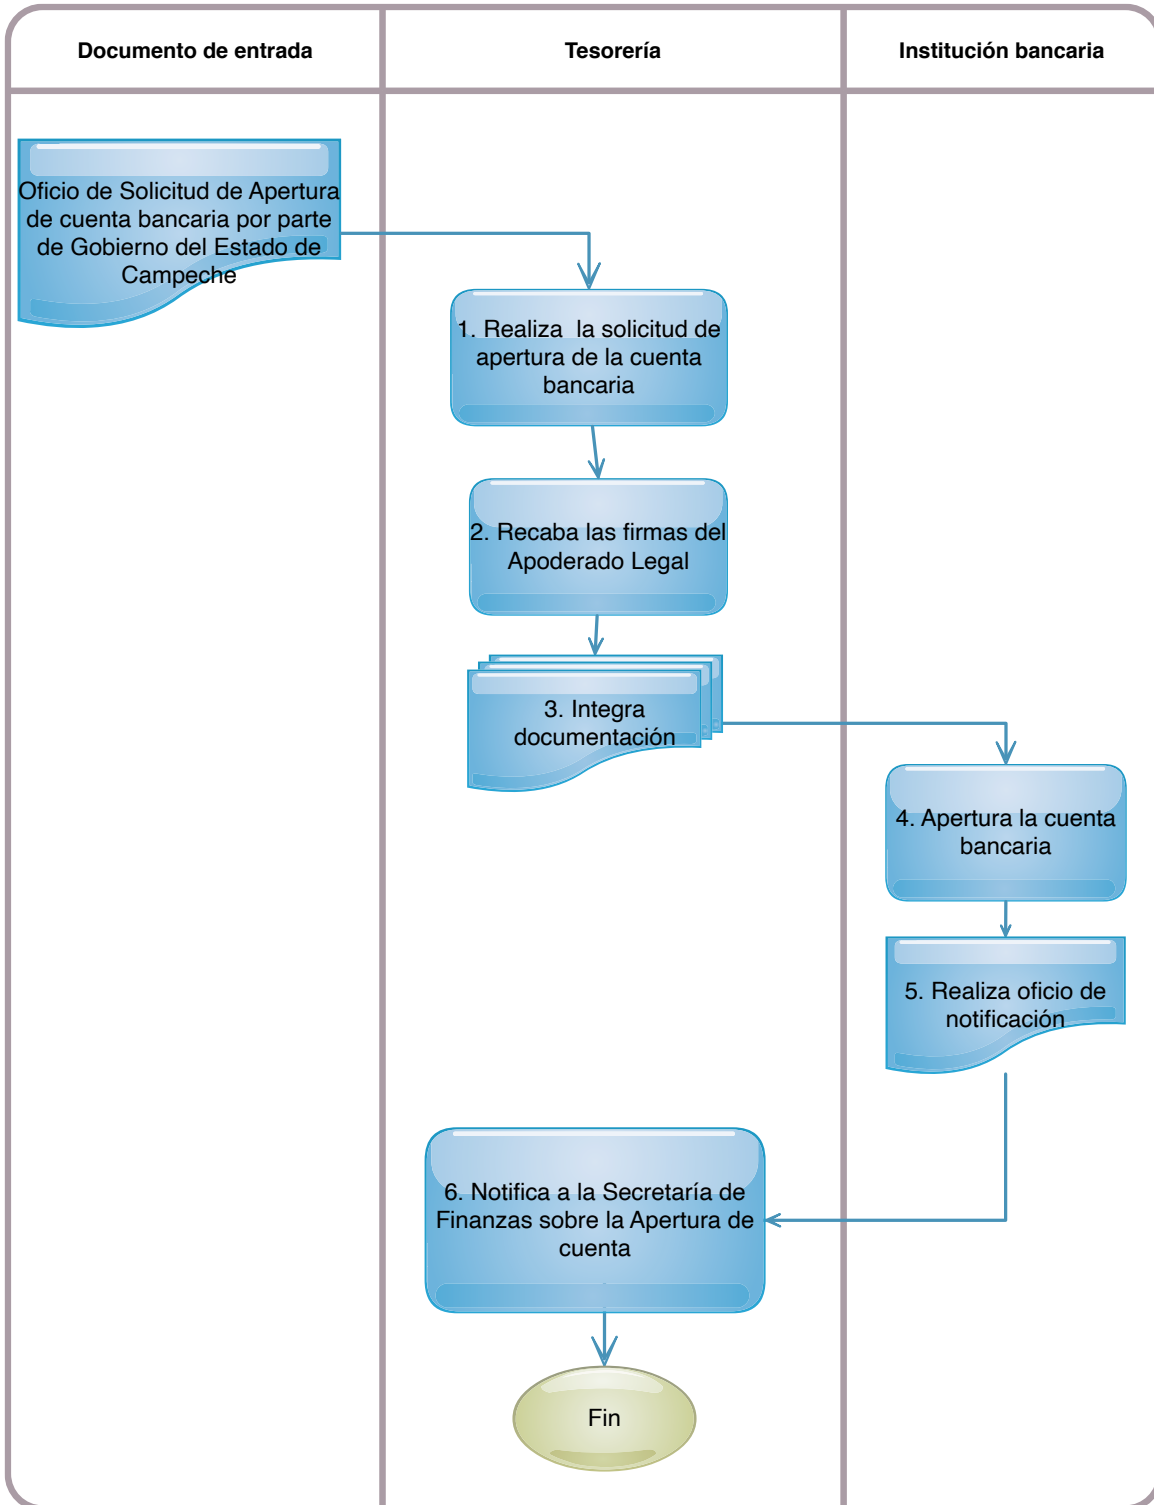 Documento de entrada
Tesorería
Institución bancaria
Oficio de Solicitud de Apertura
de cuenta bancaria por parte
de Gobierno del Estado de
Campeche
1. Realiza  la solicitud de
apertura de la cuenta
bancaria
2. Recaba las firmas del
Apoderado Legal
3. Integra
documentación
4. Apertura la cuenta
bancaria
5. Realiza oficio de
notificación
6. Notifica a la Secretaría de
Finanzas sobre la Apertura de
cuenta
Fin